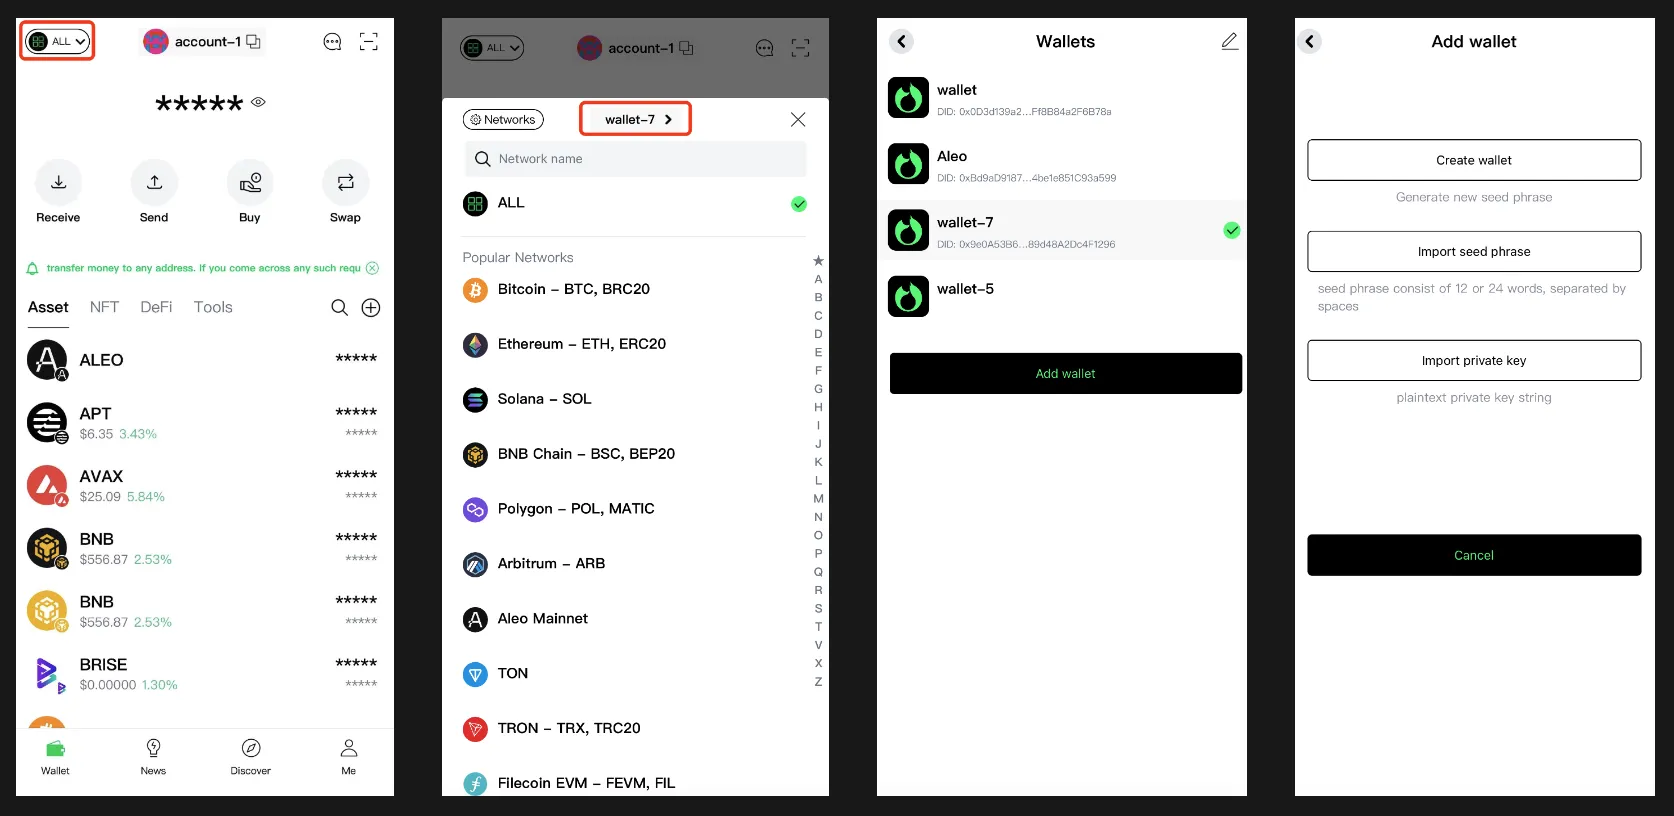 ALL
account-1
*****
Receive
Send
Buy
Swap
transfer money to any address. If you come across any such requ
Asset NFT DeFi Tools
ALEO *****
APT *****
$6.35 3.43% *****
AVAX *****
$25.09 5.84% *****
BNB *****
$556.87 2.53% *****
BNB *****
$556.87 2.53% *****
BRISE *****
$0.00000 1.30% *****
Wallet
News
Discover
Me
ALL
account-1
Networks
wallet-7
Network name
ALL
Popular Networks
Bitcoin - BTC, BRC20
Ethereum - ETH, ERC20
Solana - SOL
BNB Chain - BSC, BEP20
Polygon - POL, MATIC
Arbitrum - ARB
Aleo Mainnet
TON
TRON - TRX, TRC20
Filecoin EVM - FEVM, FIL
A
B
C
D
E
F
G
H
I
J
K
L
M
N
O
P
Q
R
S
T
V
X
Z
Wallets
wallet
DID: 0x0D3d139a2...Ff8B84a2F6B78a
Aleo
DID: 0xBd9aD9187...4be1e851C93a599
wallet-7
DID: 0x9e0A53B6...89d48A2Dc4F1296
wallet-5
Add wallet
Add wallet
Create wallet
Generate new seed phrase
Import seed phrase
seed phrase consist of 12 or 24 words, separated by
spaces
Import private key
plaintext private key string
Cancel